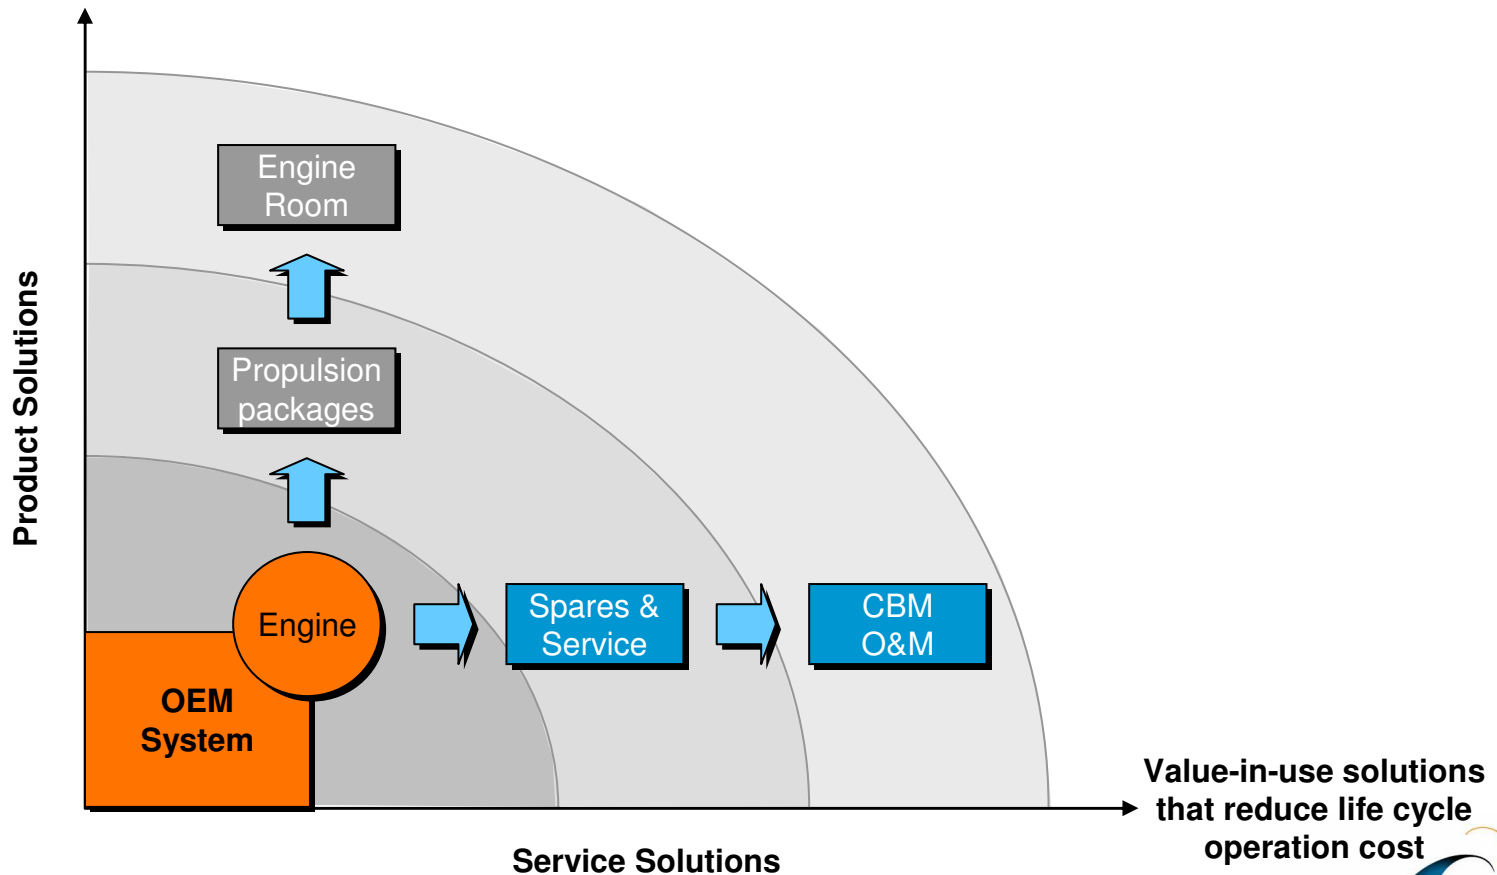 Engine
Room
Propulsion
packages
Product Solutions
Engine
Spares &
Service
CBM
O&M
OEM
System
Value-in-use solutions
that reduce life cycle
operation cost
Service Solutions